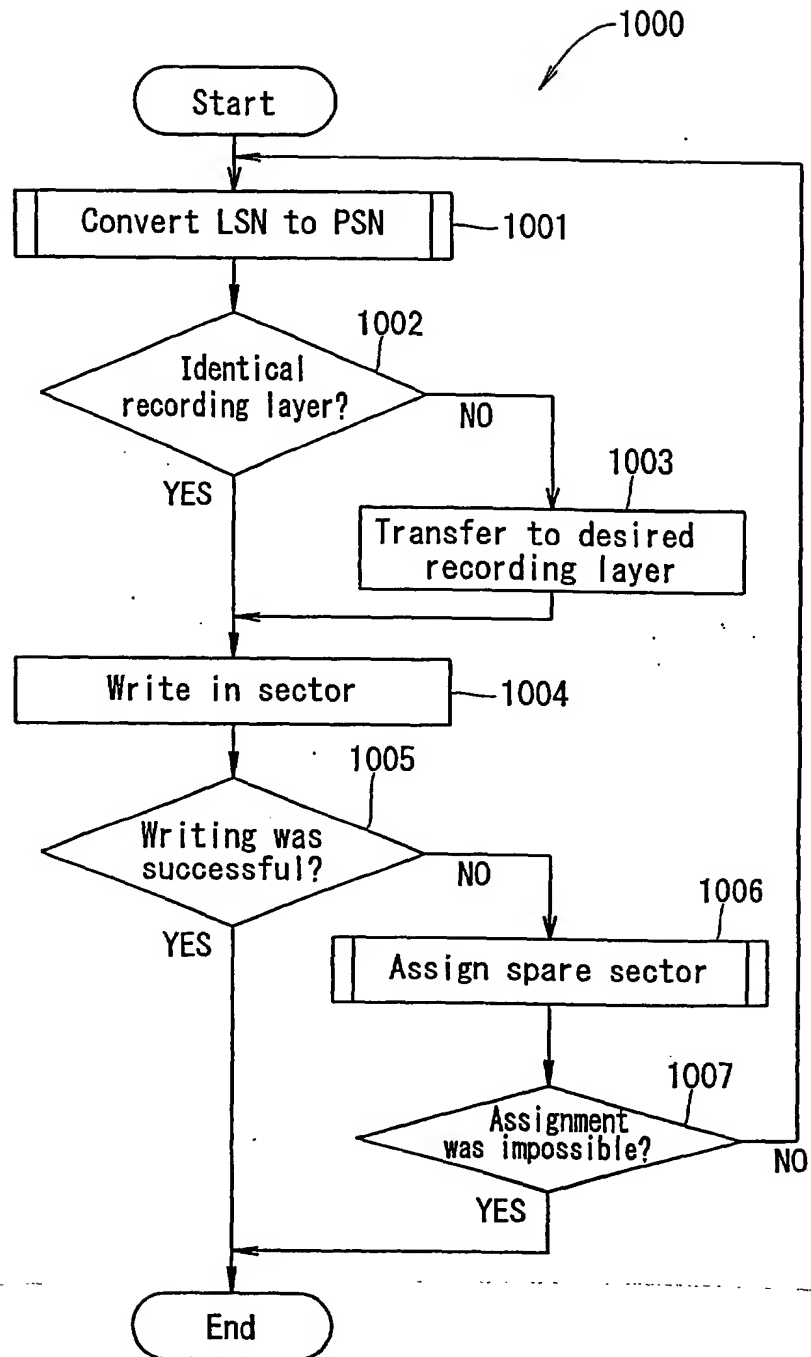 1000
Start
Convert LSN to PSN
1001
1002
Identical
recording layer?
NO
YES
1003
Transfer to desired
recording layer
Write in sector
1004
1005
Writing was
successful?
NO
YES
1006
Assign spare sector
1007
Assignment
was impossible?
NO
YES
End